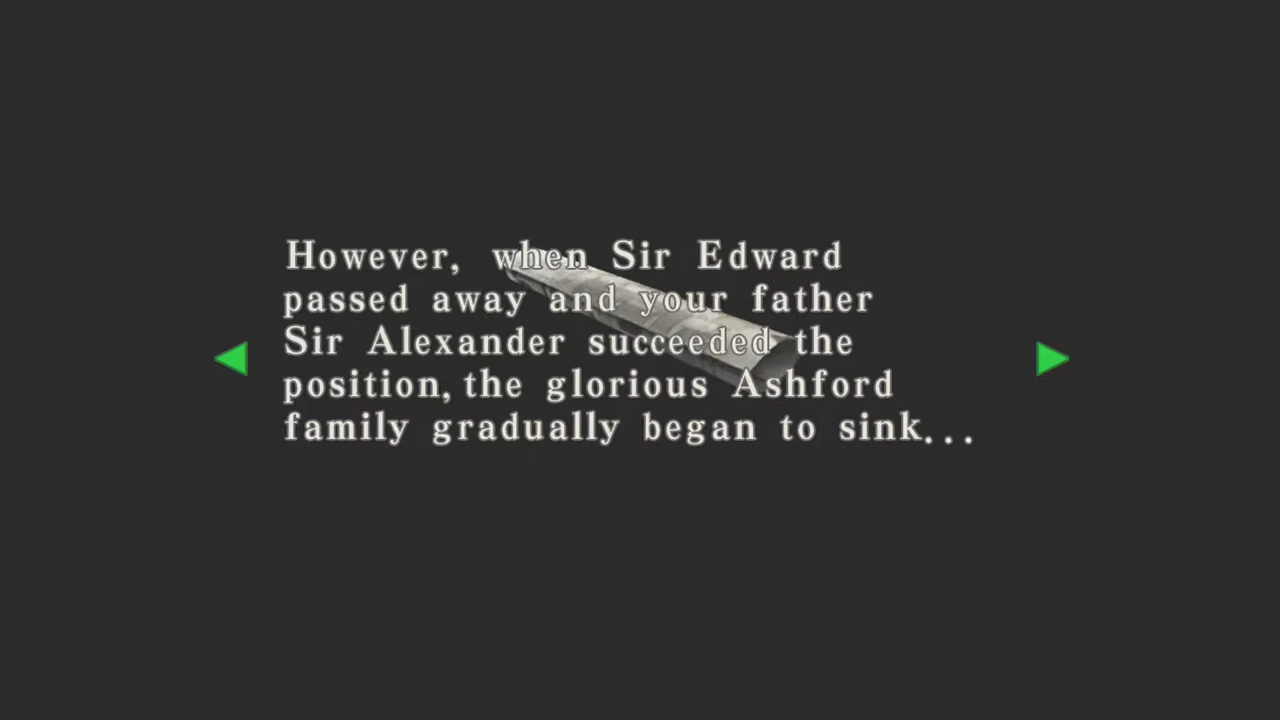 However, when Sir Edward
passed away and your father
Sir Alexander succeeded the
position, the glorious Ashford
family gradually began to sink...